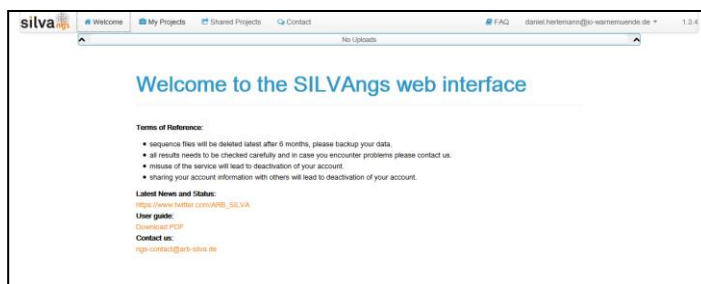 silva ngs Welcome My Projects Shared Projects Contact FAQ daniel.herlemann@io-warnemuende.de 1.3.4
No Uploads
Welcome to the SILVAngs web interface
Terms of Reference:
• sequence files will be deleted latest after 6 months, please backup your data.
• all results needs to be checked carefully and in case you encounter problems please contact us.
• misuse of the service will lead to deactivation of your account.
• sharing your account information with others will lead to deactivation of your account.
Latest News and Status:
https://www.twitter.com/ARB_SILVA
User guide:
Download PDF
Contact us:
ngs-contact@arb-silva.de